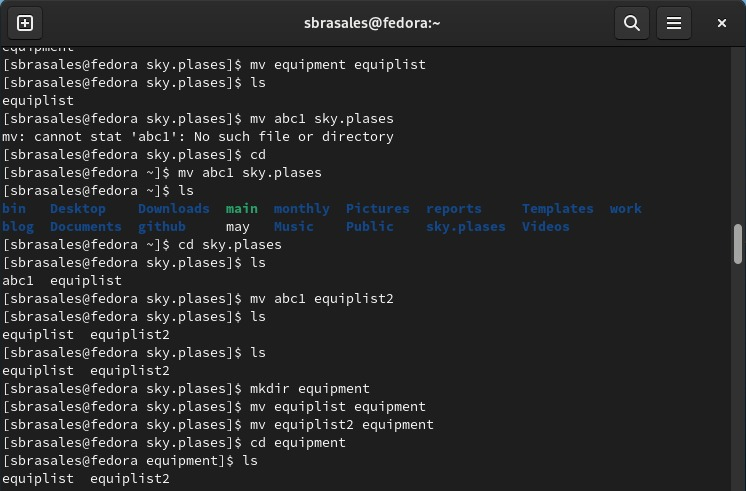 sbrasales@fedora:~
equipment
[sbrasales@fedora sky.plases]$ mv equipment equiplist
[sbrasales@fedora sky.plases]$ ls
equiplist
[sbrasales@fedora sky.plases]$ mv abc1 sky.plases
mv: cannot stat 'abc1': No such file or directory
[sbrasales@fedora sky.plases]$ cd
[sbrasales@fedora ~]$ mv abc1 sky.plases
[sbrasales@fedora ~]$ ls
bin Desktop Downloads main monthly Pictures reports Templates work
blog Documents github may Music Public sky.plases Videos
[sbrasales@fedora ~]$ cd sky.plases
[sbrasales@fedora sky.plases]$ ls
abc1 equiplist
[sbrasales@fedora sky.plases]$ mv abc1 equiplist2
[sbrasales@fedora sky.plases]$ ls
equiplist equiplist2
[sbrasales@fedora sky.plases]$ ls
equiplist equiplist2
[sbrasales@fedora sky.plases]$ mkdir equipment
[sbrasales@fedora sky.plases]$ mv equiplist equipment
[sbrasales@fedora sky.plases]$ mv equiplist2 equipment
[sbrasales@fedora sky.plases]$ cd equipment
[sbrasales@fedora equipment]$ ls
equiplist equiplist2